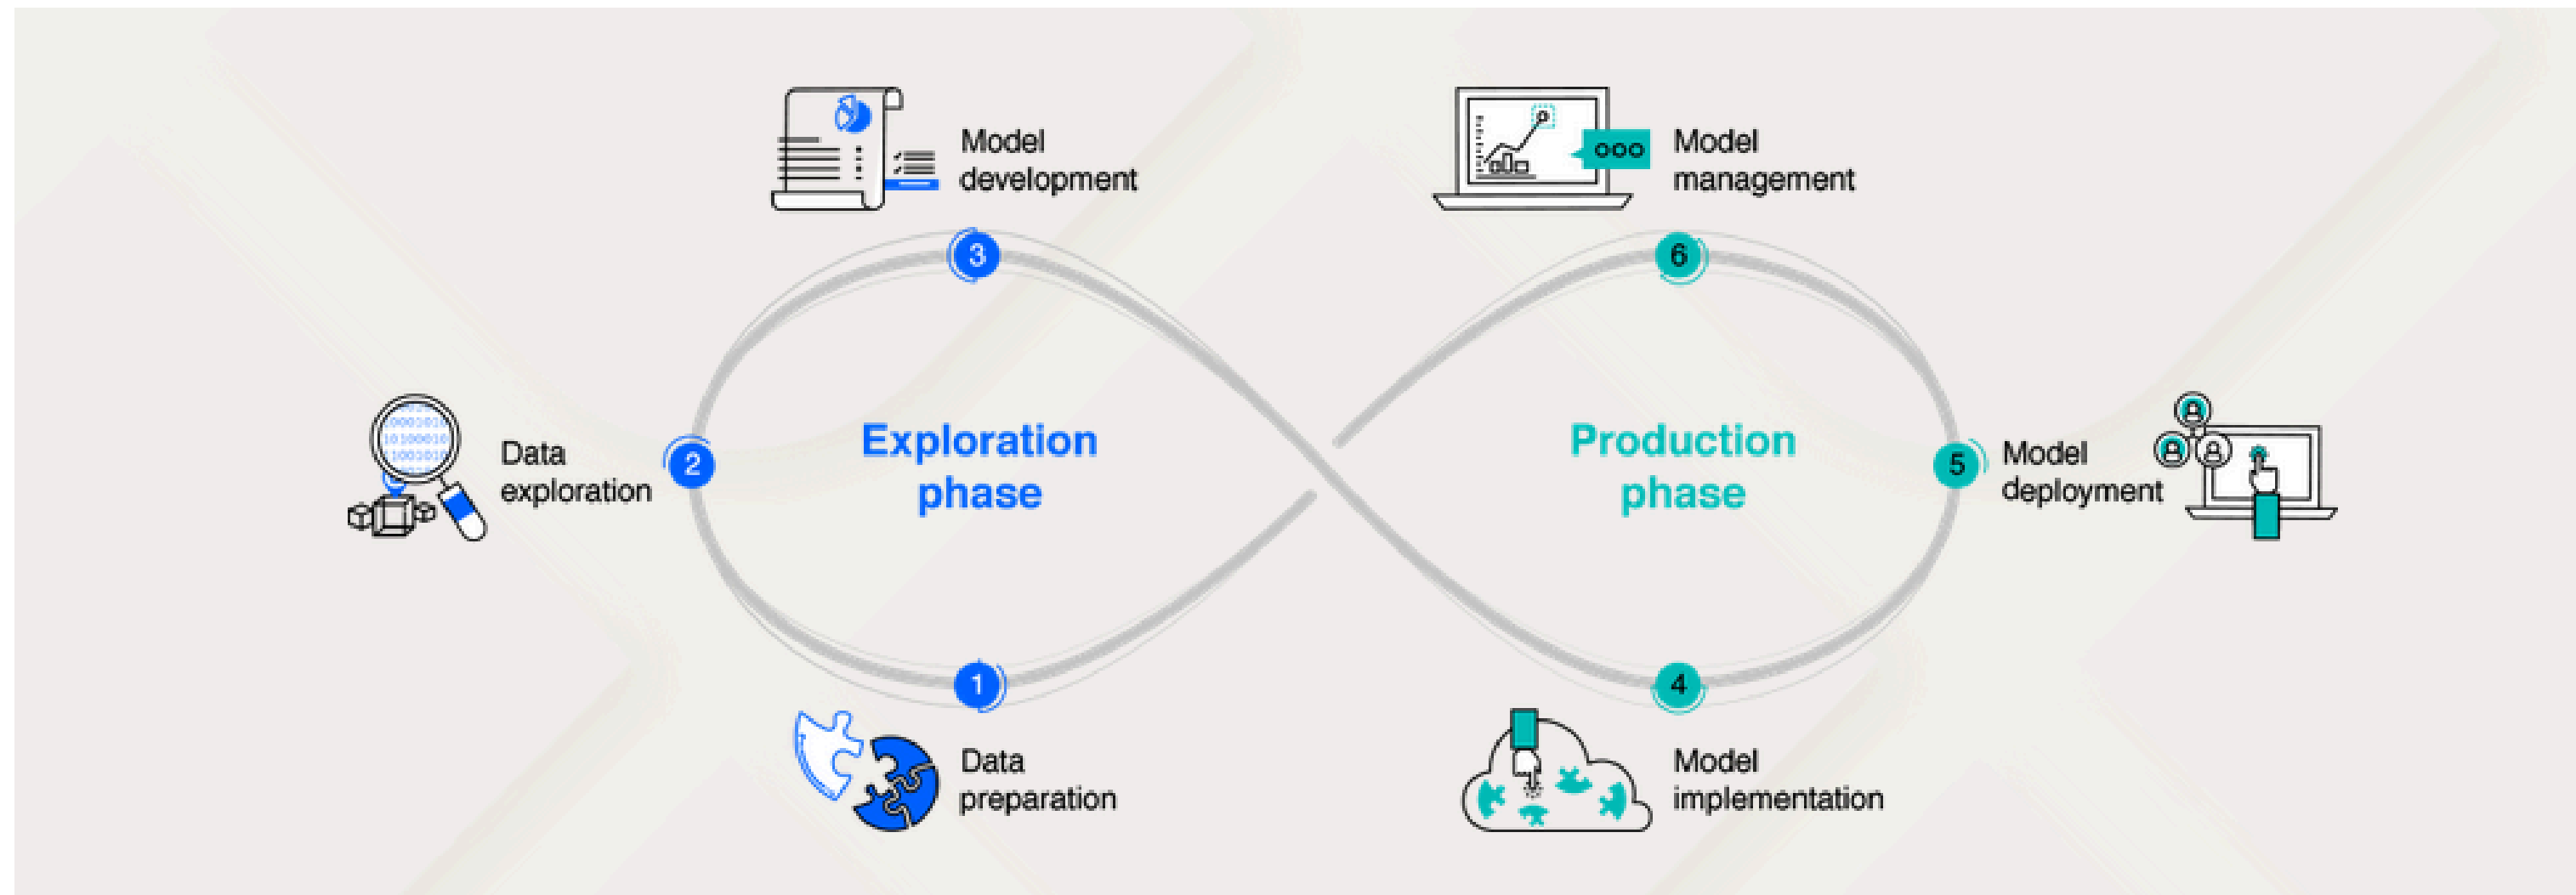 Model
development
3
Model
management
6
Data
exploration
2
Exploration
phase
Production
phase
5
Model
deployment
1
Data
preparation
4
Model
implementation